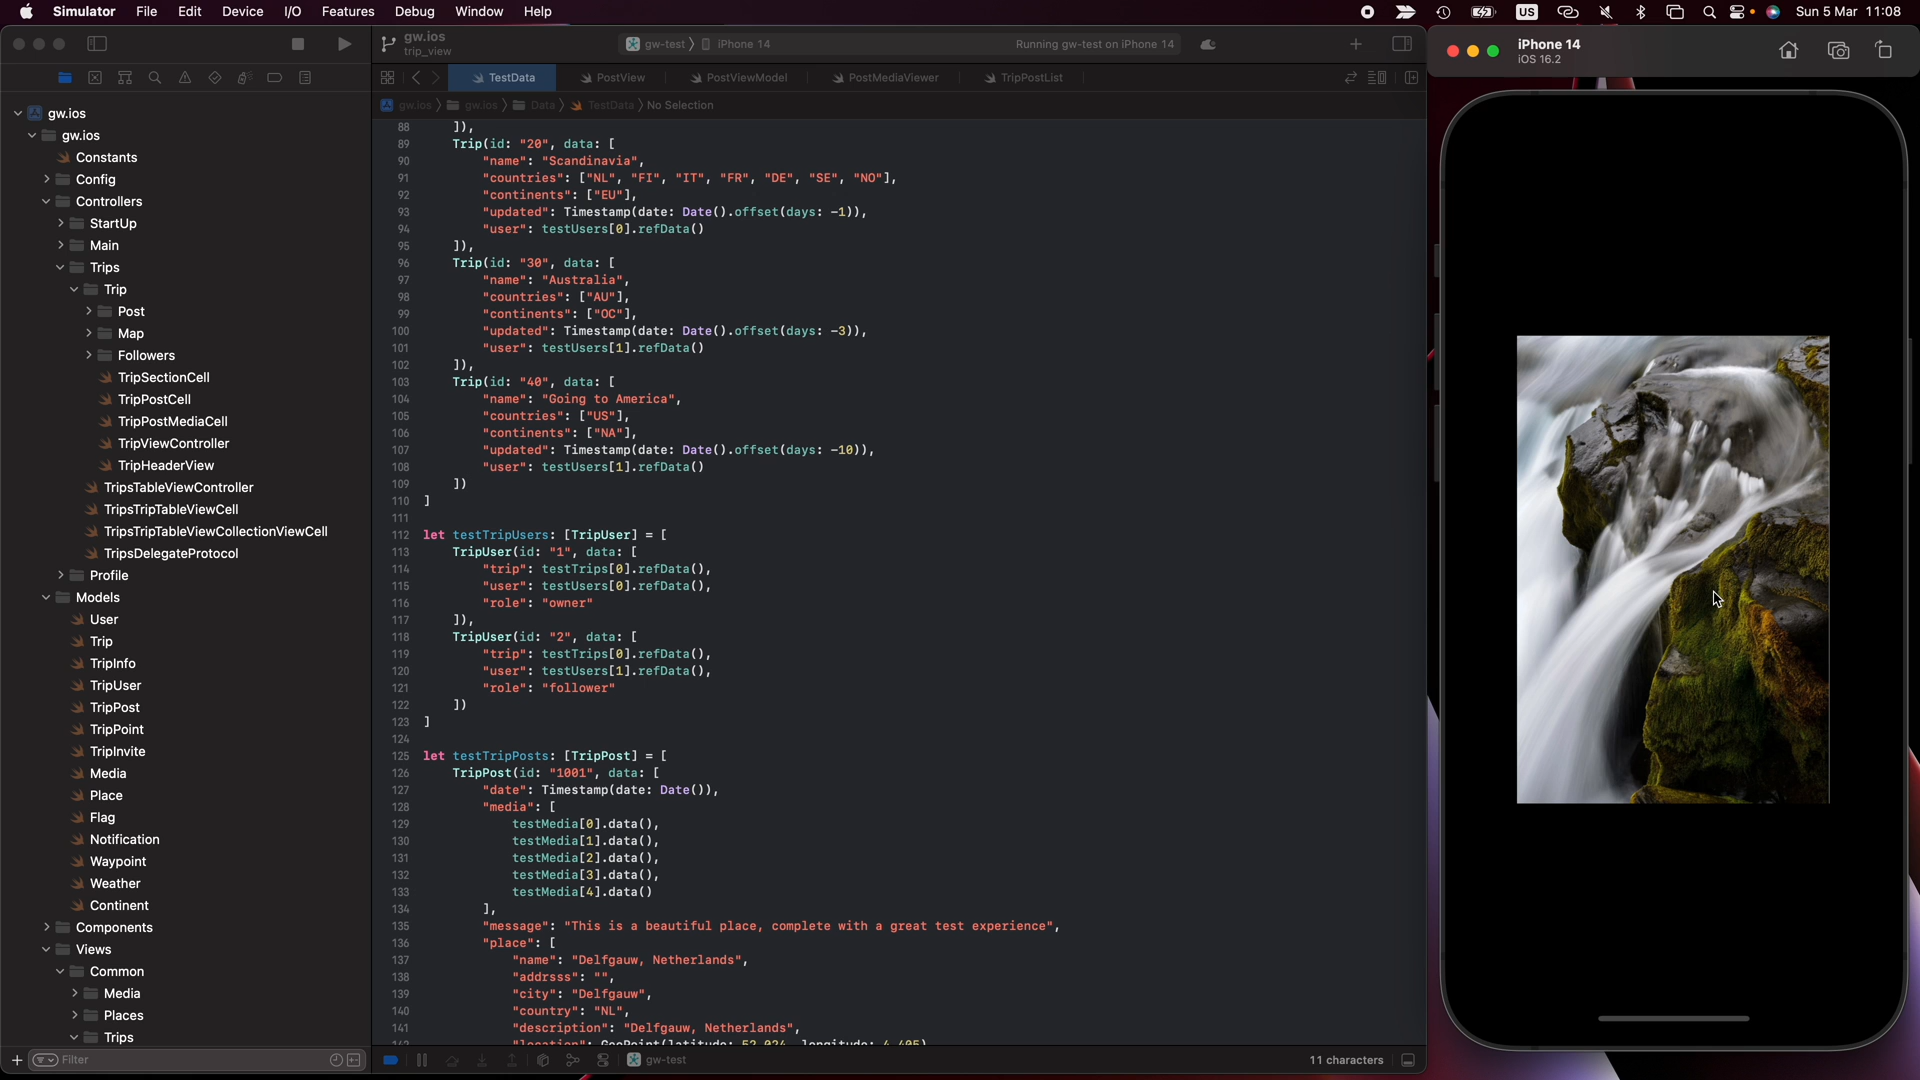 Simulator File Edit Device I/O Features Debug Window Help
US Sun 5 Mar 11:08
gw.ios
trip_view
gw-test iPhone 14 Running gw-test on iPhone 14
iPhone 14
iOS 16.2
TestData PostView PostViewModel PostMediaViewer TripPostList
gw.ios gw.ios Data TestData No Selection
gw.ios
gw.ios
Constants
Config
Controllers
StartUp
Main
Trips
Trip
Post
Map
Followers
TripSectionCell
TripPostCell
TripPostMediaCell
TripViewController
TripHeaderView
TripsTableViewController
TripsTripTableViewCell
TripsTripTableViewCollectionViewCell
TripsDelegateProtocol
Profile
Models
User
Trip
TripInfo
TripUser
TripPost
TripPoint
TripInvite
Media
Place
Flag
Notification
Waypoint
Weather
Continent
Components
Views
Common
Media
Places
Trips
Filter
88 ]),
89 Trip(id: "20", data: [
90 "name": "Scandinavia",
91 "countries": ["NL", "FI", "IT", "FR", "DE", "SE", "NO"],
92 "continents": ["EU"],
93 "updated": Timestamp(date: Date().offset(days: -1)),
94 "user": testUsers[0].refData()
95 ]),
96 Trip(id: "30", data: [
97 "name": "Australia",
98 "countries": ["AU"],
99 "continents": ["OC"],
100 "updated": Timestamp(date: Date().offset(days: -3)),
101 "user": testUsers[1].refData()
102 ]),
103 Trip(id: "40", data: [
104 "name": "Going to America",
105 "countries": ["US"],
106 "continents": ["NA"],
107 "updated": Timestamp(date: Date().offset(days: -10)),
108 "user": testUsers[1].refData()
109 ])
110 ]
111
112 let testTripUsers: [TripUser] = [
113 TripUser(id: "1", data: [
114 "trip": testTrips[0].refData(),
115 "user": testUsers[0].refData(),
116 "role": "owner"
117 ]),
118 TripUser(id: "2", data: [
119 "trip": testTrips[0].refData(),
120 "user": testUsers[1].refData(),
121 "role": "follower"
122 ])
123 ]
124
125 let testTripPosts: [TripPost] = [
126 TripPost(id: "1001", data: [
127 "date": Timestamp(date: Date()),
128 "media": [
129 testMedia[0].data(),
130 testMedia[1].data(),
131 testMedia[2].data(),
132 testMedia[3].data(),
133 testMedia[4].data()
134 ],
135 "message": "This is a beautiful place, complete with a great test experience",
136 "place": [
137 "name": "Delfgauw, Netherlands",
138 "addrsss": "",
139 "city": "Delfgauw",
140 "country": "NL",
141 "description": "Delfgauw, Netherlands",
142 "location": GeoPoint(latitude: 52.024, longitude: 4.405)
gw-test 11 characters